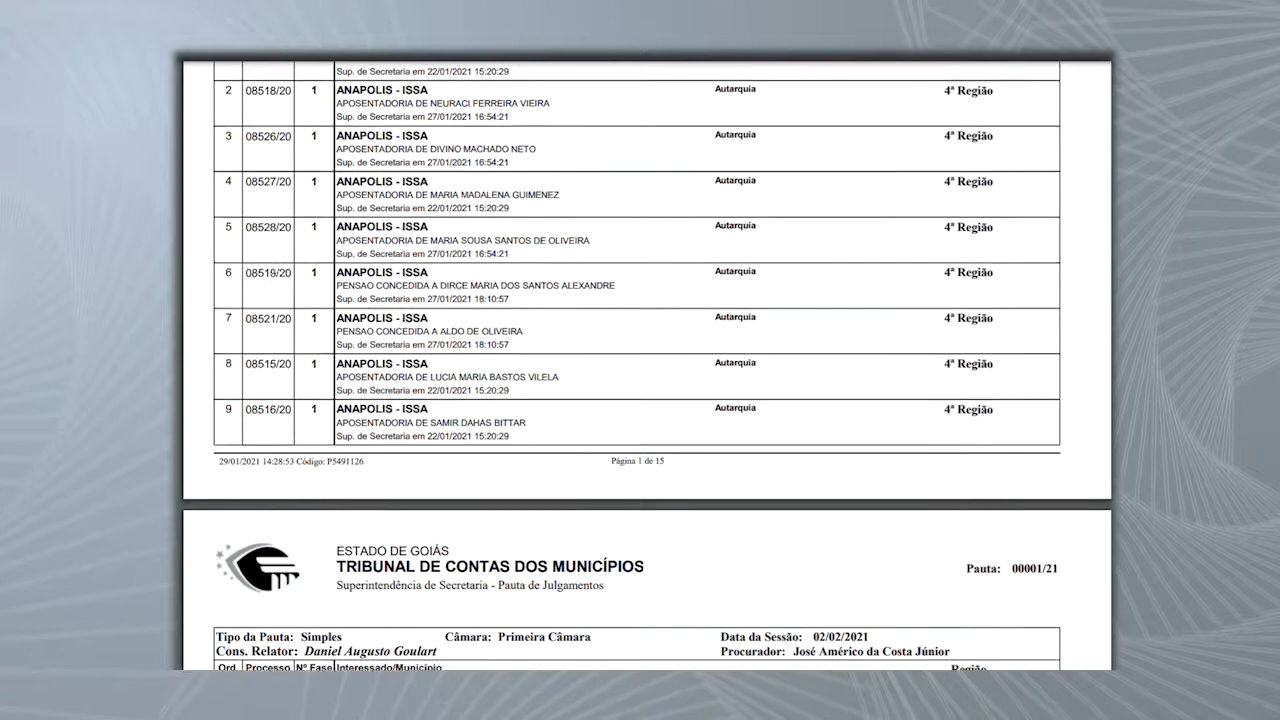 Sup. de Secretaria em 22/01/2021 15:20:29
2 08518/20 1 ANAPOLIS - ISSA Autarquia 4ª Região
APOSENTADORIA DE NEURACI FERREIRA VIEIRA
Sup. de Secretaria em 27/01/2021 16:54:21
3 08526/20 1 ANAPOLIS - ISSA Autarquia 4ª Região
APOSENTADORIA DE DIVINO MACHADO NETO
Sup. de Secretaria em 27/01/2021 16:54:21
4 08527/20 1 ANAPOLIS - ISSA Autarquia 4ª Região
APOSENTADORIA DE MARIA MADALENA GUIMENEZ
Sup. de Secretaria em 22/01/2021 15:20:29
5 08528/20 1 ANAPOLIS - ISSA Autarquia 4ª Região
APOSENTADORIA DE MARIA SOUSA SANTOS DE OLIVEIRA
Sup. de Secretaria em 27/01/2021 16:54:21
6 08519/20 1 ANAPOLIS - ISSA Autarquia 4ª Região
PENSAO CONCEDIDA A DIRCE MARIA DOS SANTOS ALEXANDRE
Sup. de Secretaria em 27/01/2021 18:10:57
7 08521/20 1 ANAPOLIS - ISSA Autarquia 4ª Região
PENSAO CONCEDIDA A ALDO DE OLIVEIRA
Sup. de Secretaria em 27/01/2021 18:10:57
8 08515/20 1 ANAPOLIS - ISSA Autarquia 4ª Região
APOSENTADORIA DE LUCIA MARIA BASTOS VILELA
Sup. de Secretaria em 22/01/2021 15:20:29
9 08516/20 1 ANAPOLIS - ISSA Autarquia 4ª Região
APOSENTADORIA DE SAMIR DAHAS BITTAR
Sup. de Secretaria em 22/01/2021 15:20:29
29/01/2021 14:28:53 Código: P5491126 Página 1 de 15
ESTADO DE GOIÁS
TRIBUNAL DE CONTAS DOS MUNICÍPIOS Pauta: 00001/21
Superintendência de Secretaria - Pauta de Julgamentos
Tipo da Pauta: Simples Câmara: Primeira Câmara Data da Sessão: 02/02/2021
Cons. Relator: Daniel Augusto Goulart Procurador: José Américo da Costa Júnior
Ord Processo Nº Fase Interessado/Município Região